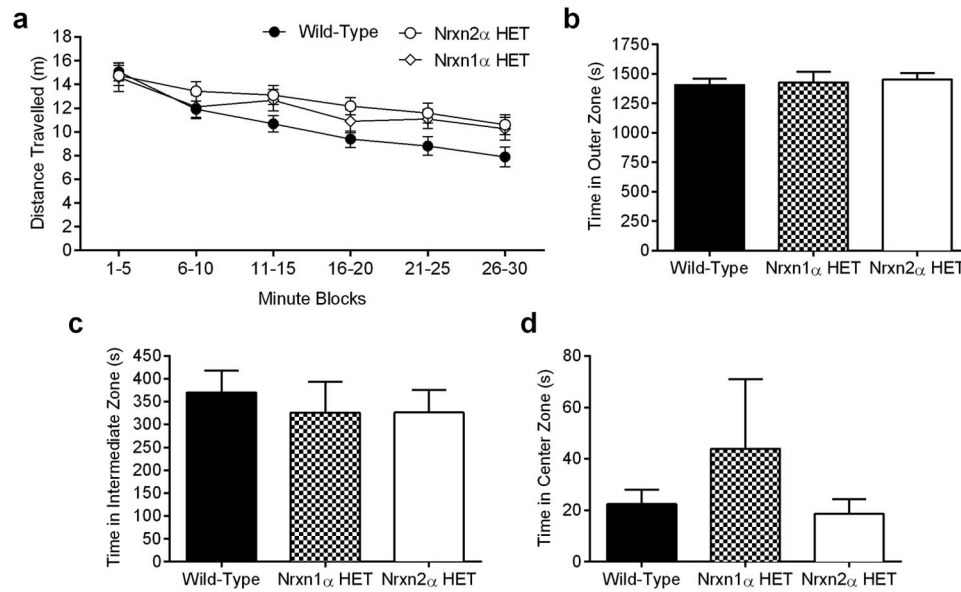 a
Wild-Type
Nrxn2α HET
Nrxn1α HET
18
16
14
12
10
8
6
4
2
0
Distance Travelled (m)
1-5 6-10 11-15 16-20 21-25 26-30
Minute Blocks
b
1750
1500
1250
1000
750
500
250
0
Time in Outer Zone (s)
Wild-Type Nrxn1α HET Nrxn2α HET
c
450
400
350
300
250
200
150
100
50
0
Time in Intermediate Zone (s)
Wild-Type Nrxn1α HET Nrxn2α HET
d
80
60
40
20
0
Time in Center Zone (s)
Wild-Type Nrxn1α HET Nrxn2α HET